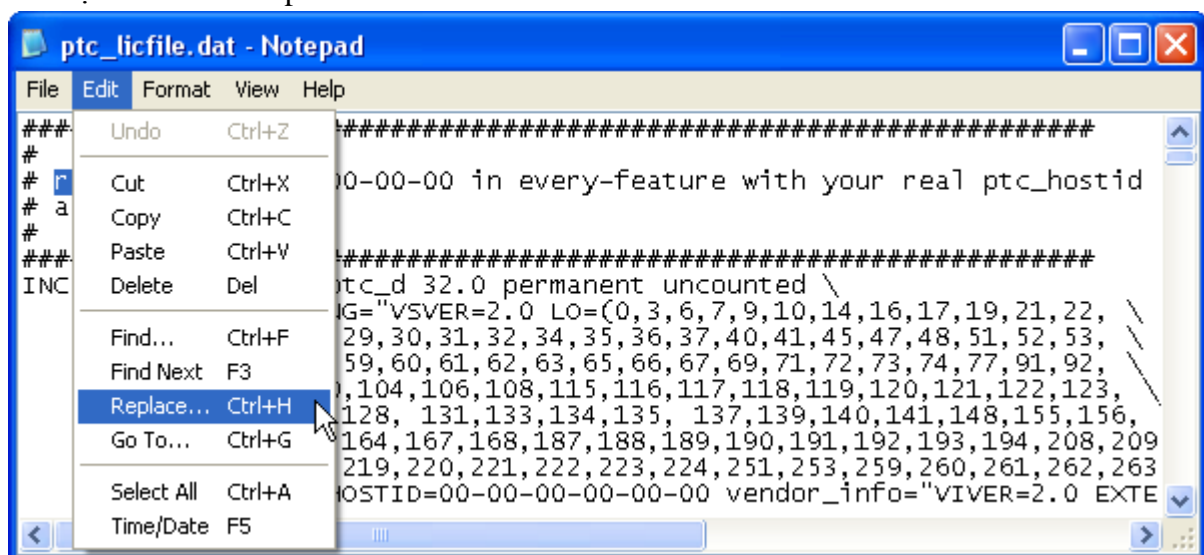 ptc_licfile.dat - Notepad
File Edit Format View Help
Undo Ctrl+Z
Cut Ctrl+X
Copy Ctrl+C
Paste Ctrl+V
Delete Del
Find... Ctrl+F
Find Next F3
Replace... Ctrl+H
Go To... Ctrl+G
Select All Ctrl+A
Time/Date F5
###
#
# r 00-00-00 in every-feature with your real ptc_hostid
# a
#
###
INC ptc_d 32.0 permanent uncounted \
NG="VSVER=2.0 LO=(0,3,6,7,9,10,14,16,17,19,21,22, \
29,30,31,32,34,35,36,37,40,41,45,47,48,51,52,53, \
59,60,61,62,63,65,66,67,69,71,72,73,74,77,91,92, \
,104,106,108,115,116,117,118,119,120,121,122,123, \
128, 131,133,134,135, 137,139,140,141,148,155,156,
164,167,168,187,188,189,190,191,192,193,194,208,209
219,220,221,222,223,224,251,253,259,260,261,262,263
HOSTID=00-00-00-00-00-00 vendor_info="VIVER=2.0 EXTE